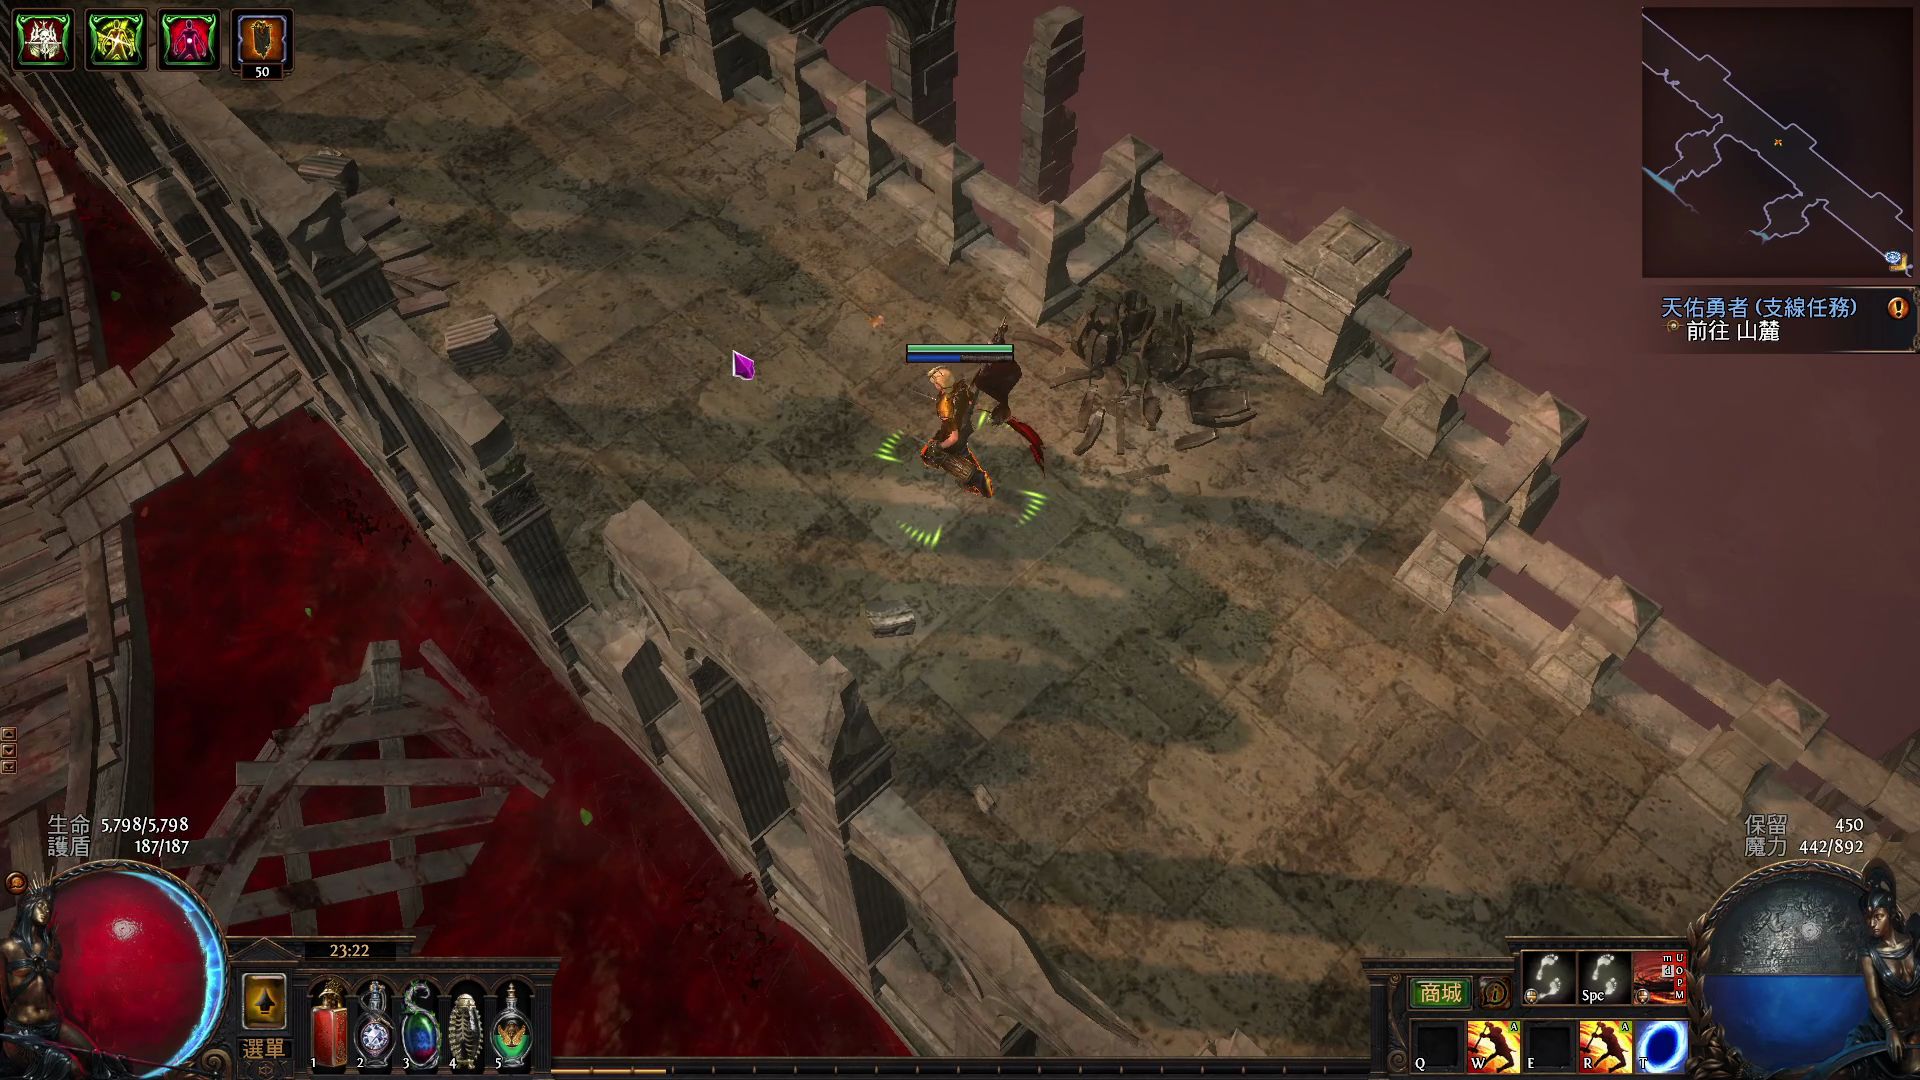 50
天佑勇者 (支線任務)
前往 山麓
生命 5,798/5,798
護盾 187/187
保留 450
魔力 442/892
23:22
選單
1
2
3
4
5
商城
Spc
m U
d O
P
M
Q
W A
E
R A
T